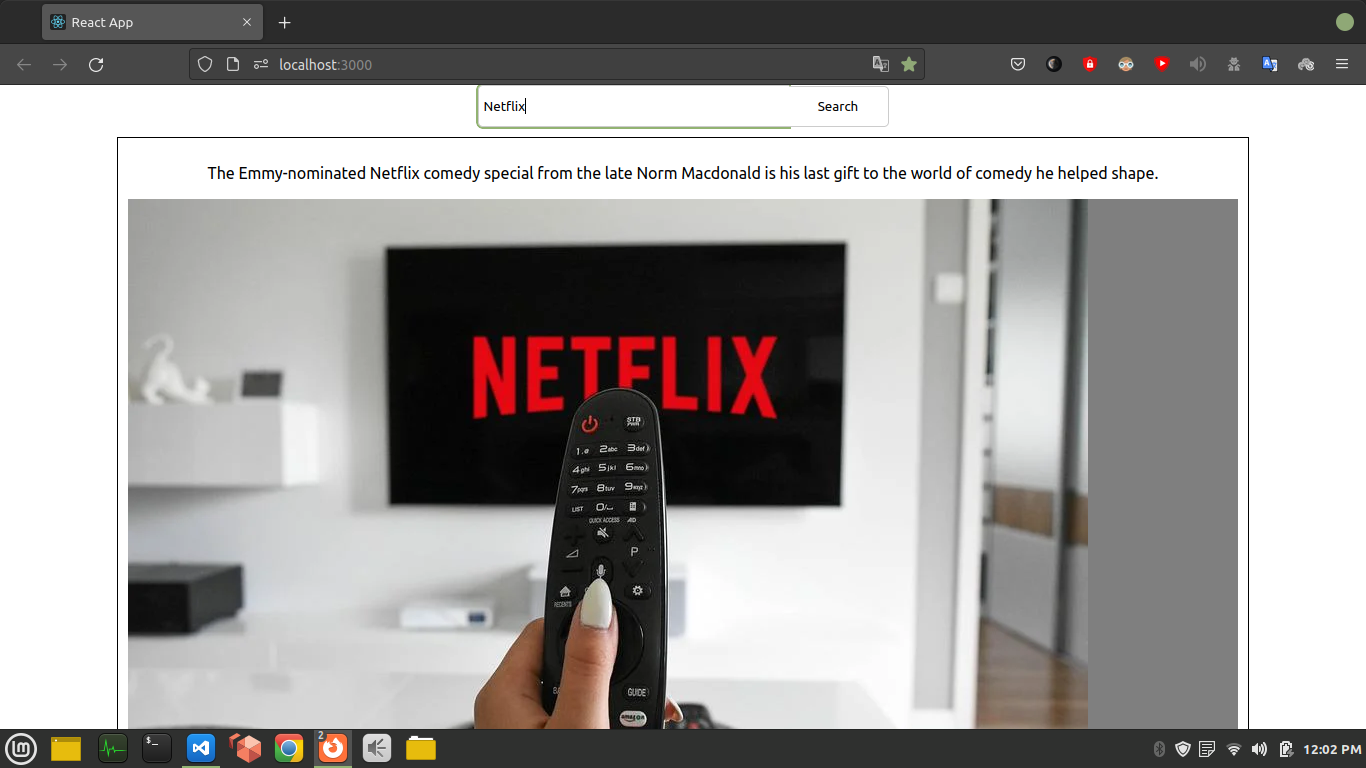 React App
localhost:3000
Netflix
Search
The Emmy-nominated Netflix comedy special from the late Norm Macdonald is his last gift to the world of comedy he helped shape.
NETFLIX
STB PWR
1.@ 2abc 3def
4ghi 5jkl 6mno
7pqrs 8tuv 9wxyz
LIST 0/
QUICK ACCESS AD
P
RECENTS
GUIDE
amazon
2
lm
$_
12:02 PM